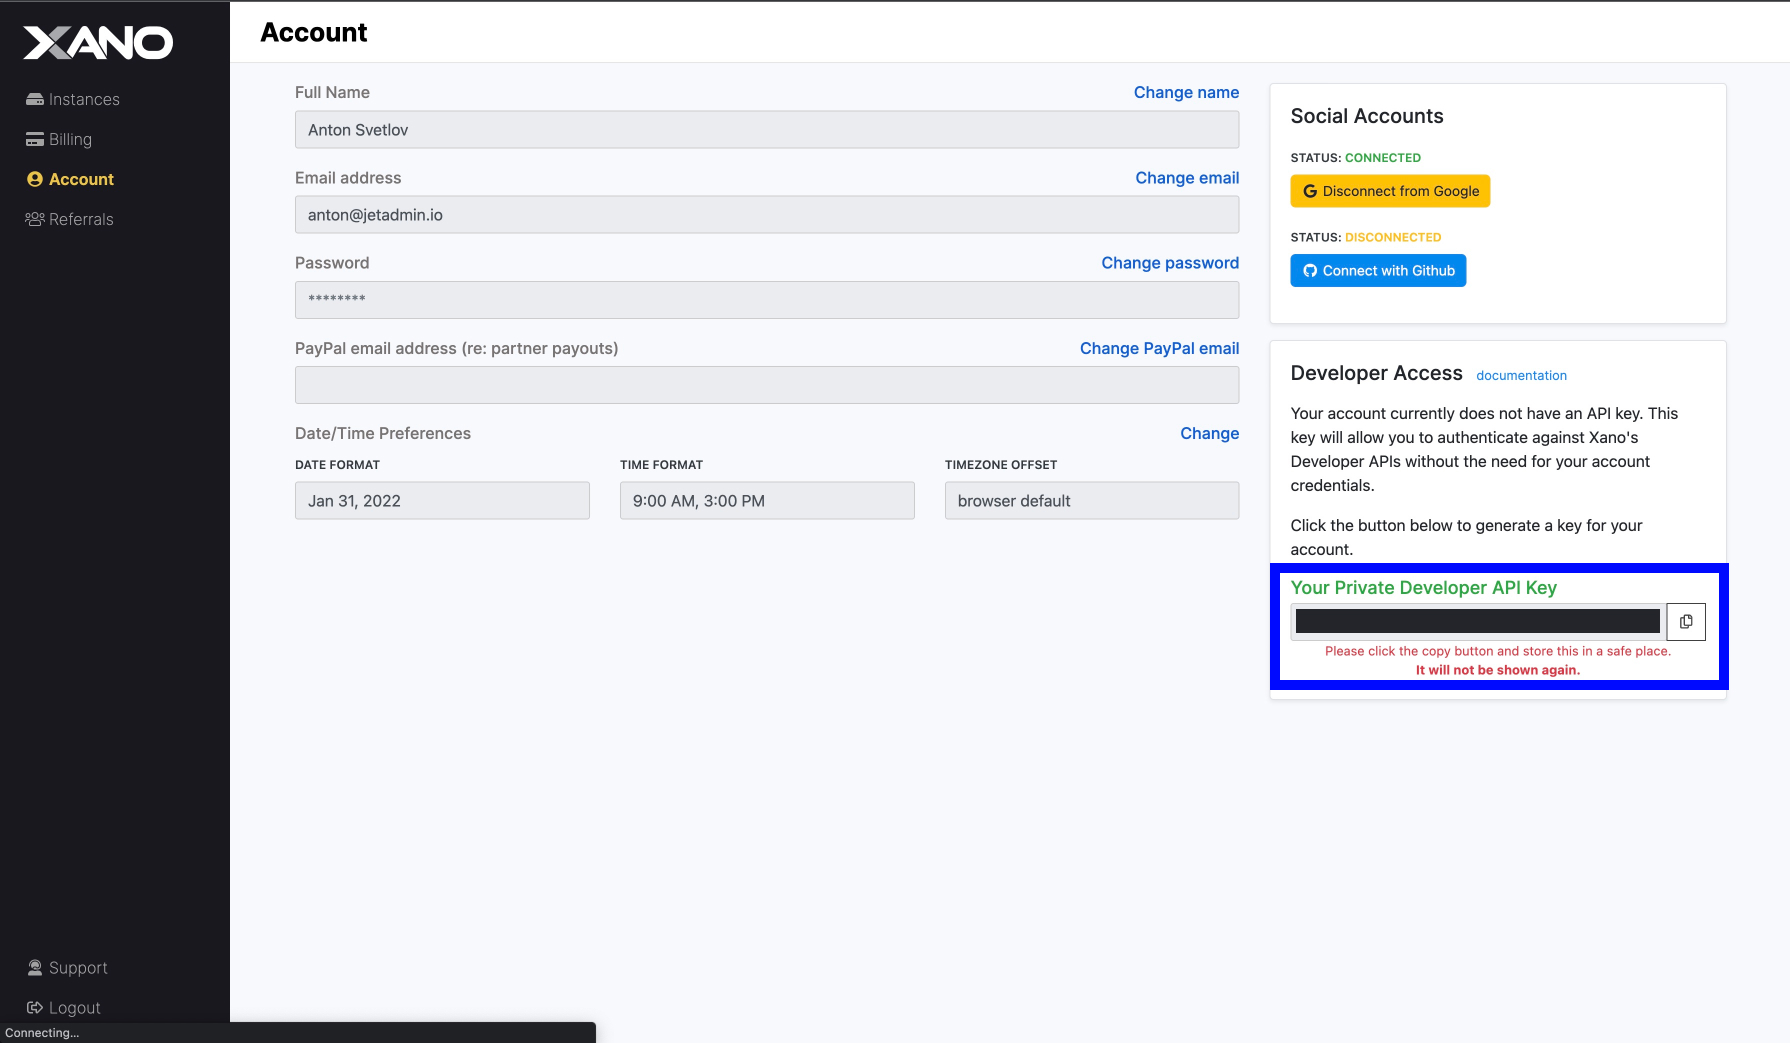 XANO
Instances
Billing
Account
Referrals
Support
Logout
Connecting...
Account
Full Name
Change name
Anton Svetlov
Email address
Change email
anton@jetadmin.io
Password
Change password
********
PayPal email address (re: partner payouts)
Change PayPal email
Date/Time Preferences
Change
DATE FORMAT
TIME FORMAT
TIMEZONE OFFSET
Jan 31, 2022
9:00 AM, 3:00 PM
browser default
Social Accounts
STATUS: CONNECTED
Disconnect from Google
STATUS: DISCONNECTED
Connect with Github
Developer Access documentation
Your account currently does not have an API key. This
key will allow you to authenticate against Xano's
Developer APIs without the need for your account
credentials.
Click the button below to generate a key for your
account.
Your Private Developer API Key
Please click the copy button and store this in a safe place.
It will not be shown again.